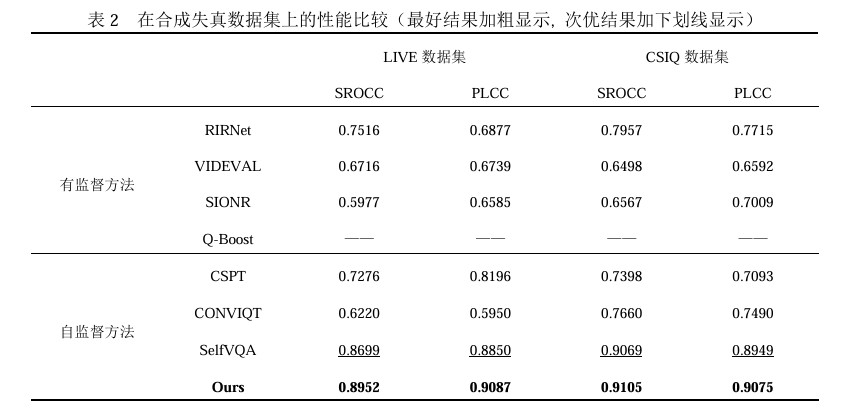 表 2 在合成失真数据集上的性能比较（最好结果加粗显示, 次优结果加下划线显示）
LIVE 数据集 CSIQ 数据集
SROCC PLCC SROCC PLCC
有监督方法
RIRNet 0.7516 0.6877 0.7957 0.7715
VIDEVAL 0.6716 0.6739 0.6498 0.6592
SIONR 0.5977 0.6585 0.6567 0.7009
Q-Boost —— —— —— ——
自监督方法
CSPT 0.7276 0.8196 0.7398 0.7093
CONVIQT 0.6220 0.5950 0.7660 0.7490
SelfVQA 0.8699 0.8850 0.9069 0.8949
Ours 0.8952 0.9087 0.9105 0.9075